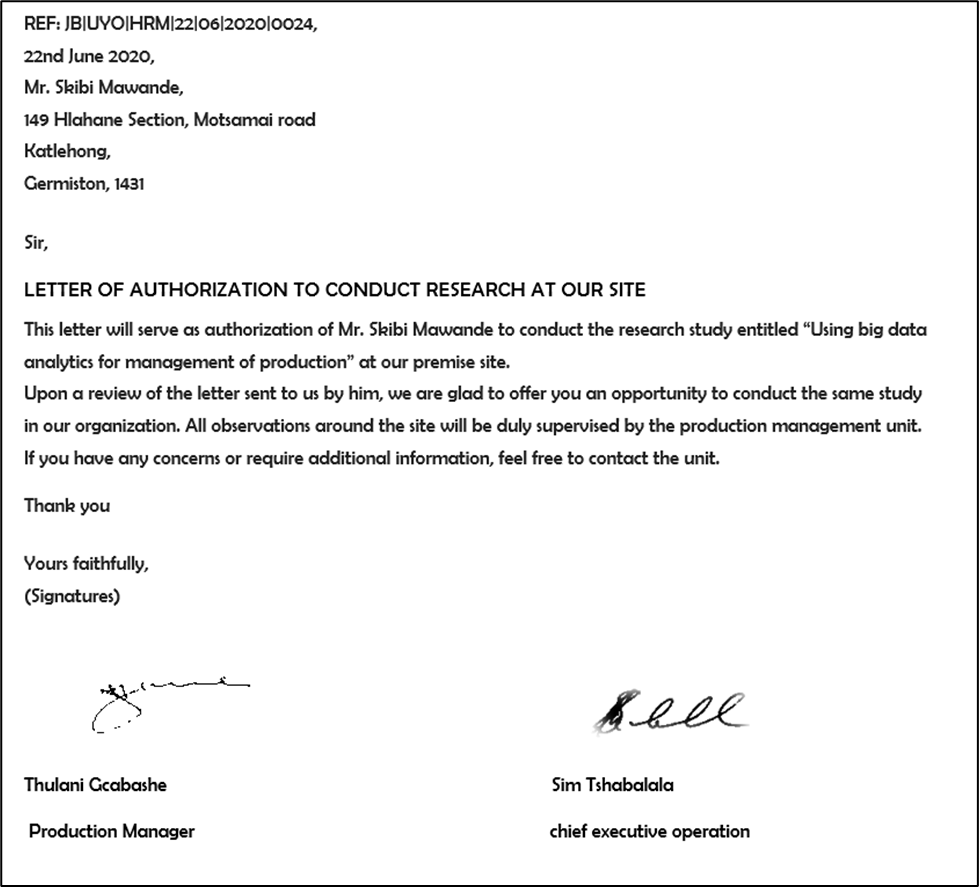 REF: JB|UYO|HRM|22|06|2020|0024,
22nd June 2020,
Mr. Skibi Mawande,
149 Hlahane Section, Motsamai road
Katlehong,
Germiston, 1431
Sir,
LETTER OF AUTHORIZATION TO CONDUCT RESEARCH AT OUR SITE
This letter will serve as authorization of Mr. Skibi Mawande to conduct the research study entitled “Using big data
analytics for management of production” at our premise site.
Upon a review of the letter sent to us by him, we are glad to offer you an opportunity to conduct the same study
in our organization. All observations around the site will be duly supervised by the production management unit.
If you have any concerns or require additional information, feel free to contact the unit.
Thank you
Yours faithfully,
(Signatures)
Thulani Gcabashe
Sim Tshabalala
Production Manager
chief executive operation